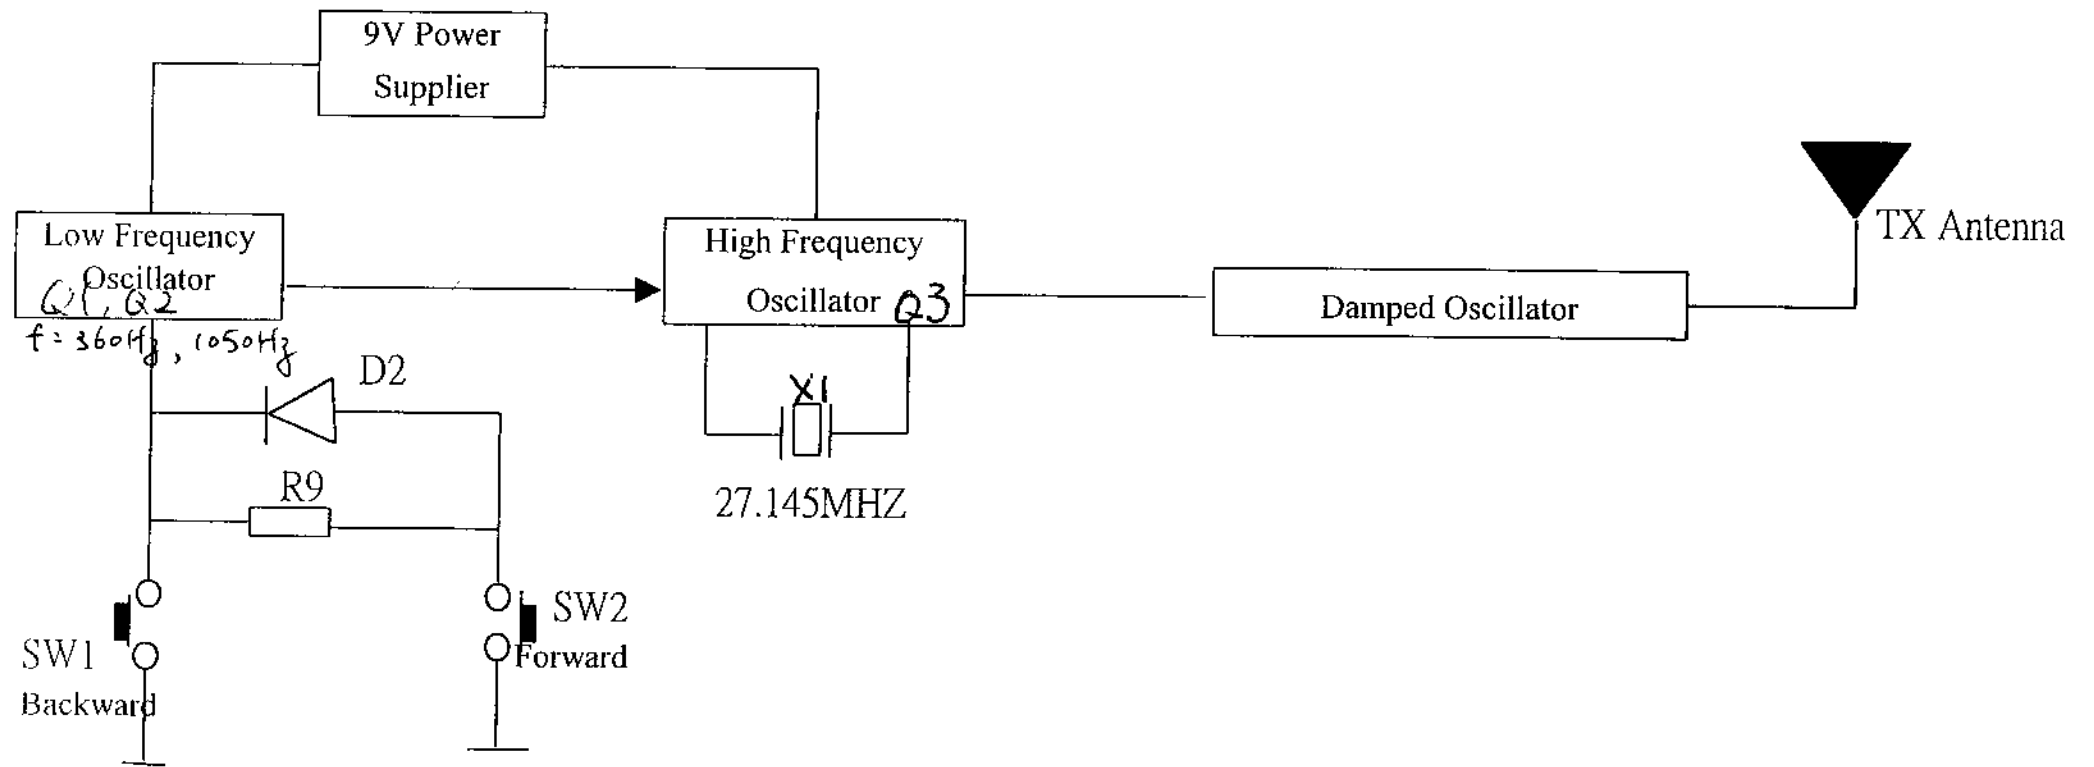 9V Power
Supplier
Low Frequency
Oscillator
Q1, Q2
f = 360Hz, 1050Hz
High Frequency
Oscillator Q3
TX Antenna
Damped Oscillator
D2
X1
R9
27.145MHZ
SW2
Forward
SW1
Backward